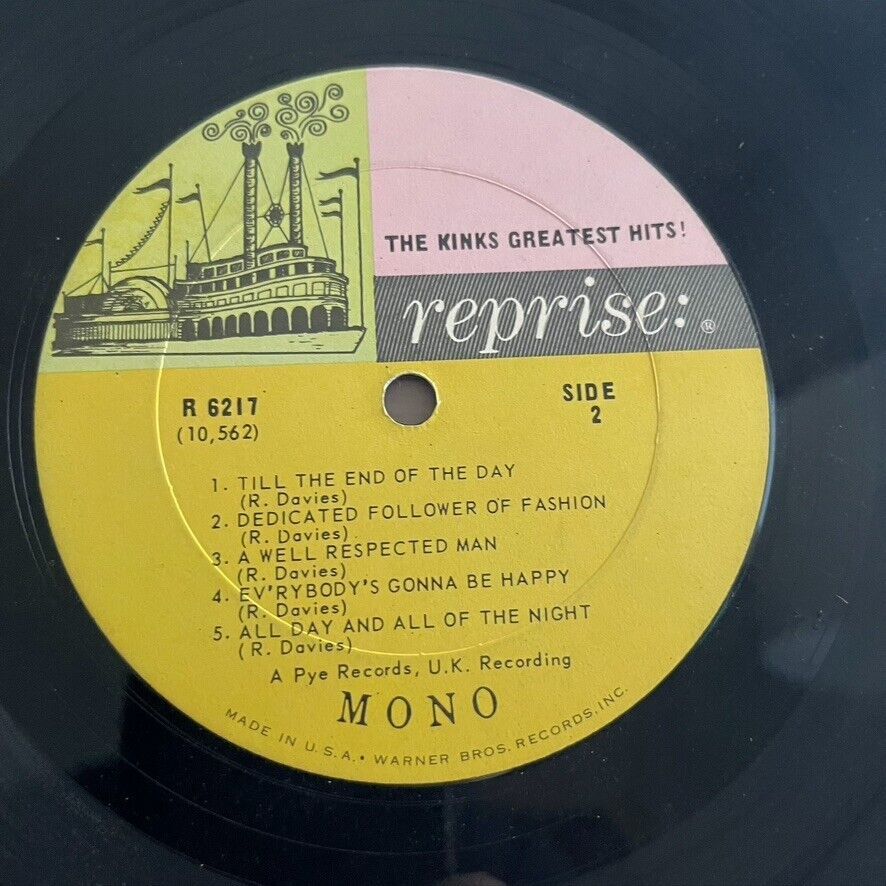 THE KINKS GREATEST HITS!
reprise: ®
R 6217
(10,562)
SIDE
2
1. TILL THE END OF THE DAY
(R. Davies)
2. DEDICATED FOLLOWER OF FASHION
(R. Davies)
3. A WELL RESPECTED MAN
(R. Davies)
4. EV'RYBODY'S GONNA BE HAPPY
(R. Davies)
5. ALL DAY AND ALL OF THE NIGHT
(R. Davies)
A Pye Records, U.K. Recording
MONO
MADE IN U.S.A. • WARNER BROS. RECORDS, INC.